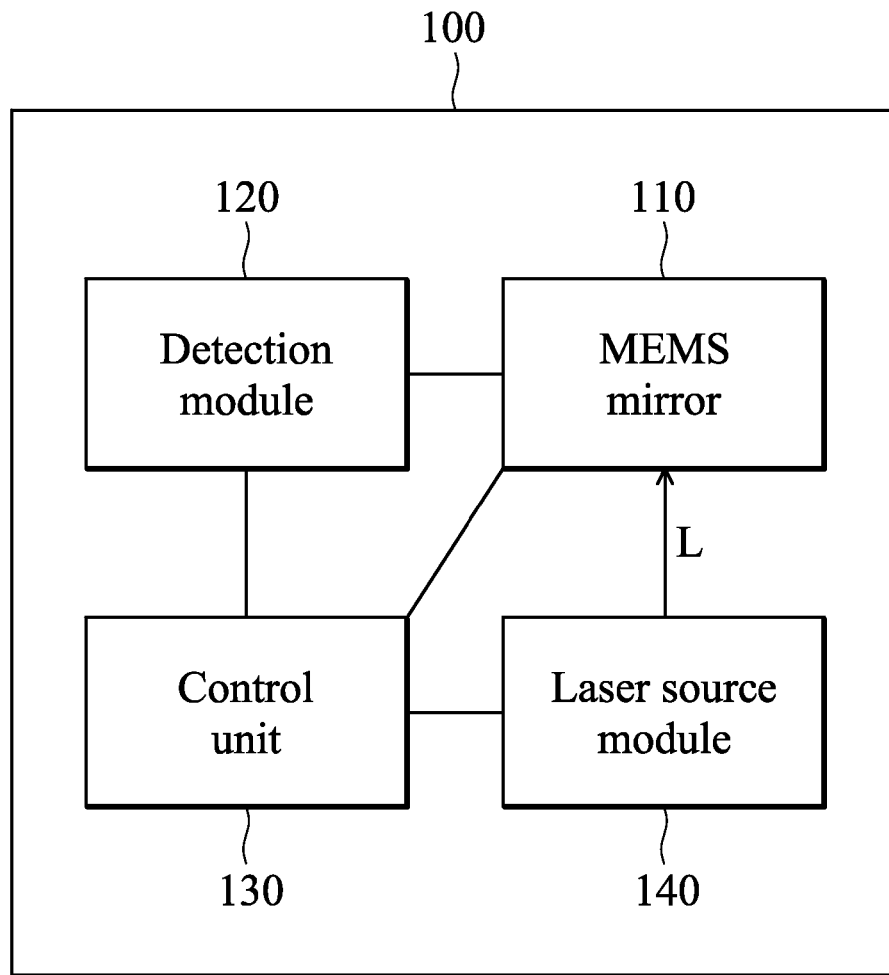 100
120
110
Detection
module
MEMS
mirror
L
Control
unit
Laser source
module
130
140